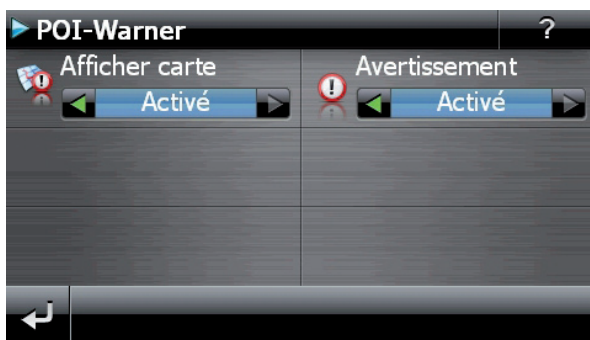 POI-Warner ?
Afficher carte
Activé
Avertissement
Activé